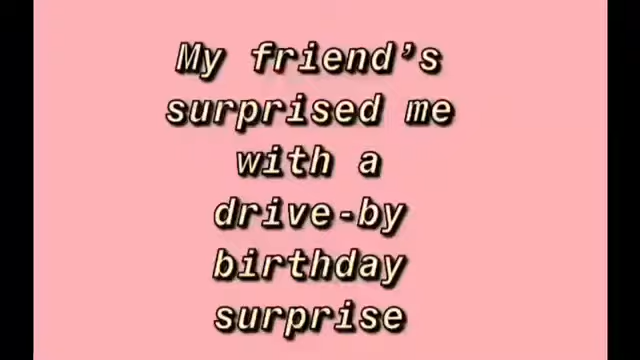 My friend’s
surprised me
with a
drive-by
birthday
surprise